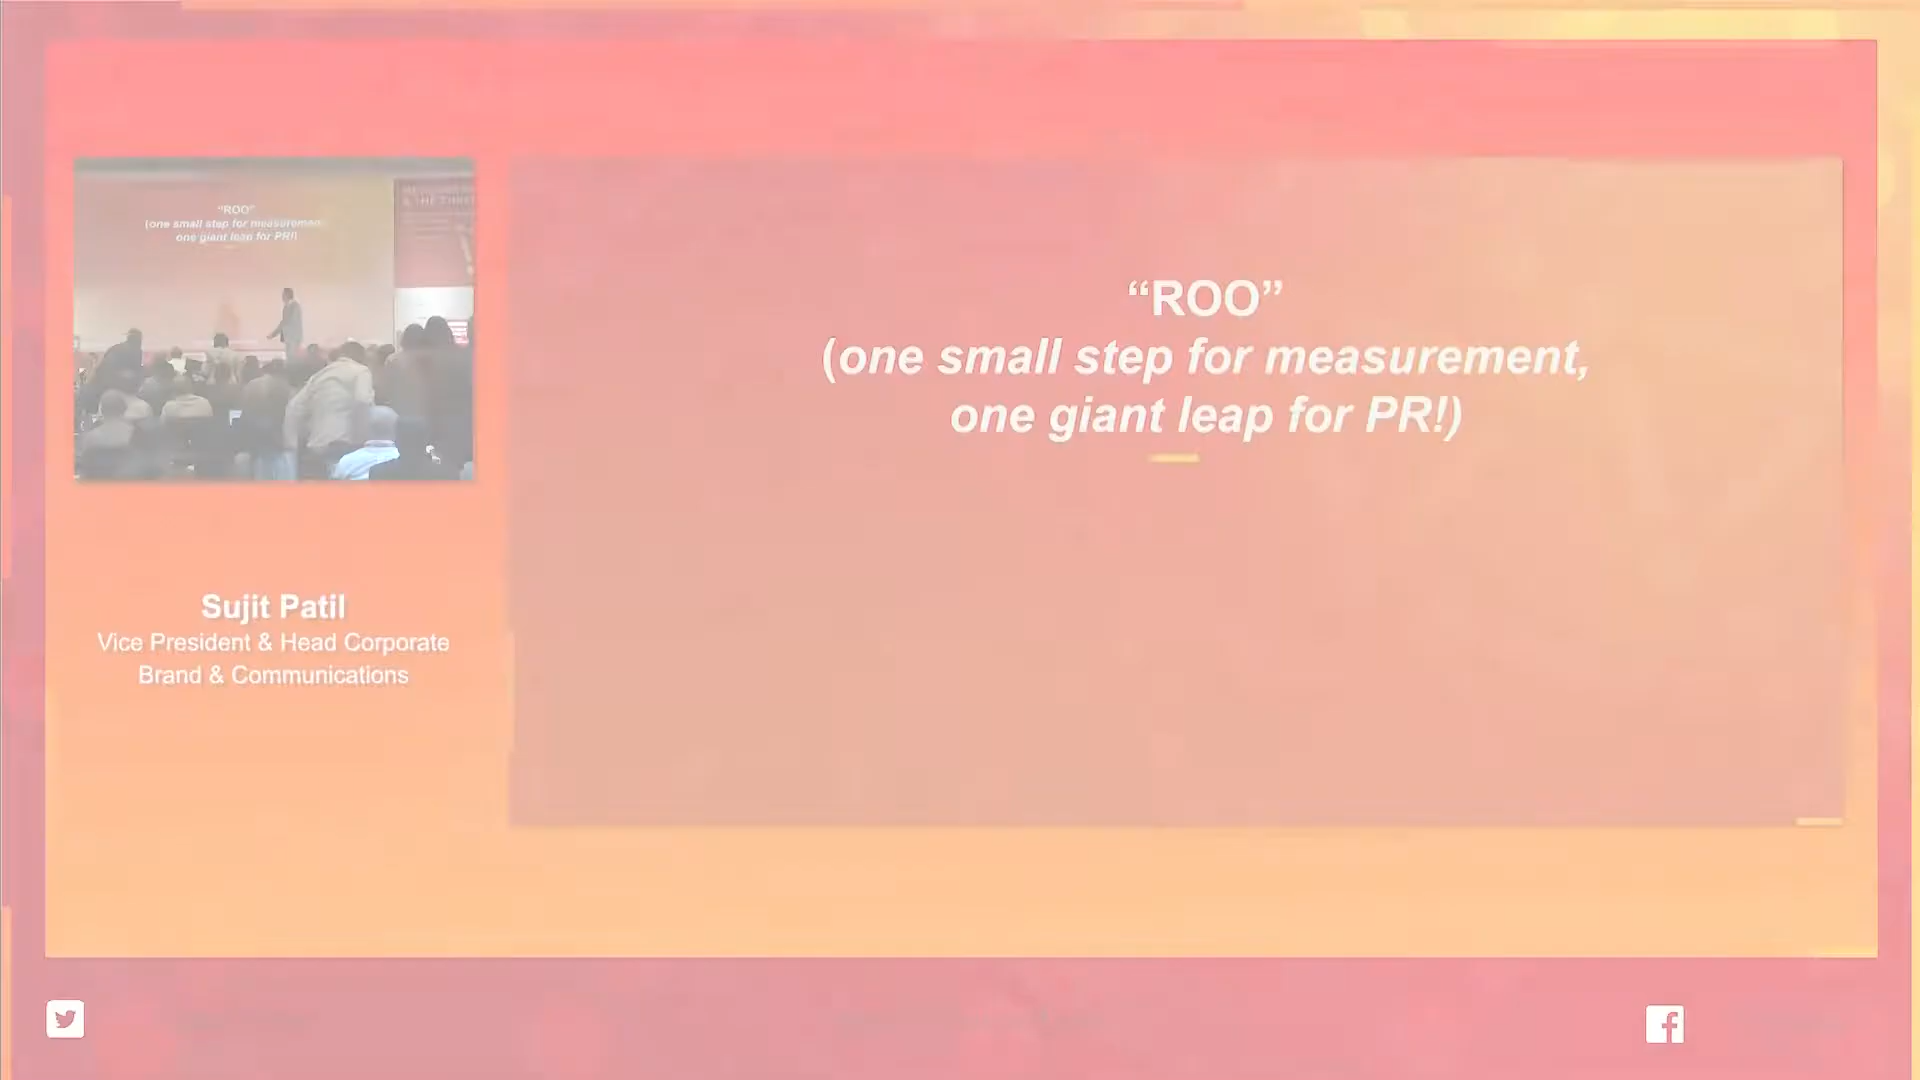 “ROO”
(one small step for measurement,
one giant leap for PR!)
“ROO”
(one small step for measurement,
one giant leap for PR!)
Sujit Patil
Vice President & Head Corporate
Brand & Communications